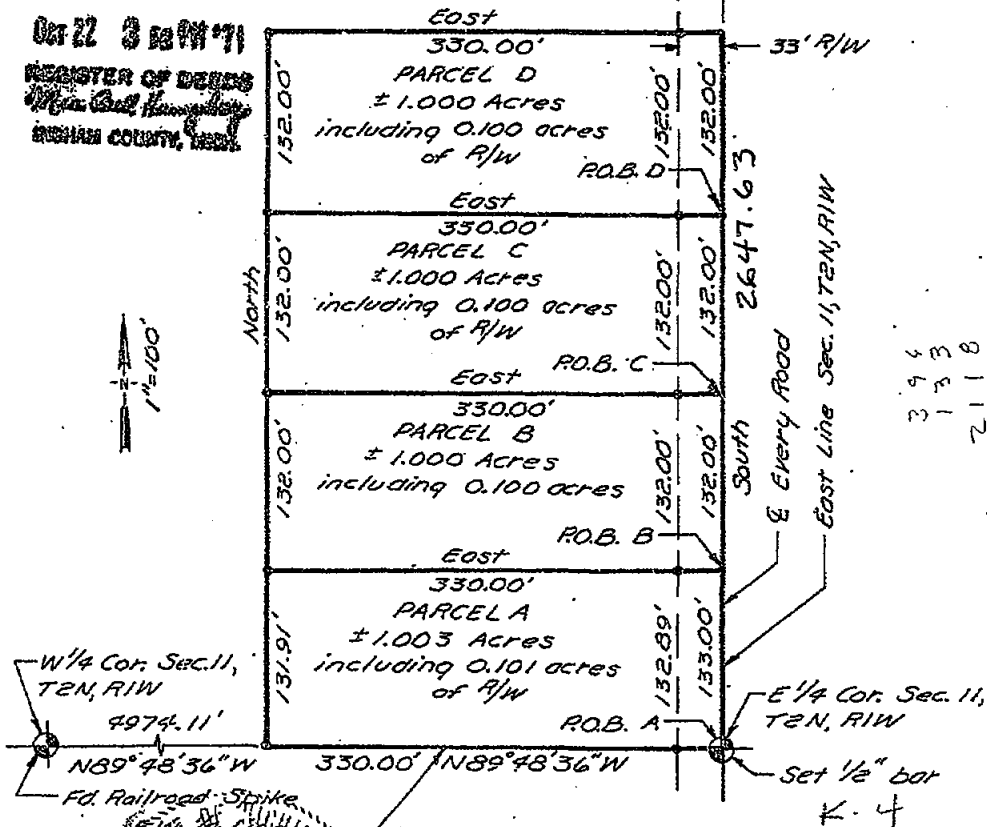 OCT 22 3 PM '71
REGISTER OF DEEDS
INGHAM COUNTY, MICH.
East
330.00'
33' R/W
PARCEL D
± 1.000 Acres
including 0.100 acres
of R/W
132.00'
132.00'
132.00'
P.O.B. D
East
330.00'
PARCEL C
±1.000 Acres
including 0.100 acres
of R/W
North
132.00'
132.00'
132.00'
P.O.B. C
2647.63
East
330.00'
PARCEL B
± 1.000 Acres
including 0.100 acres
132.00'
132.00'
132.00'
P.O.B. B
South
℄ Every Road
East Line Sec. 11, T2N, R1W
East
330.00'
PARCEL A
± 1.003 Acres
including 0.101 acres
of R/W
131.91'
132.89'
133.00'
P.O.B. A
N
1"=100'
W 1/4 Cor. Sec. 11,
T2N, R1W
4974.11'
N89°48'36"W
Fd. Railroad Spike
330.00' N89°48'36"W
E 1/4 Cor. Sec. 11,
T2N, R1W
Set 1/2" bar
K-4
394
133
2118